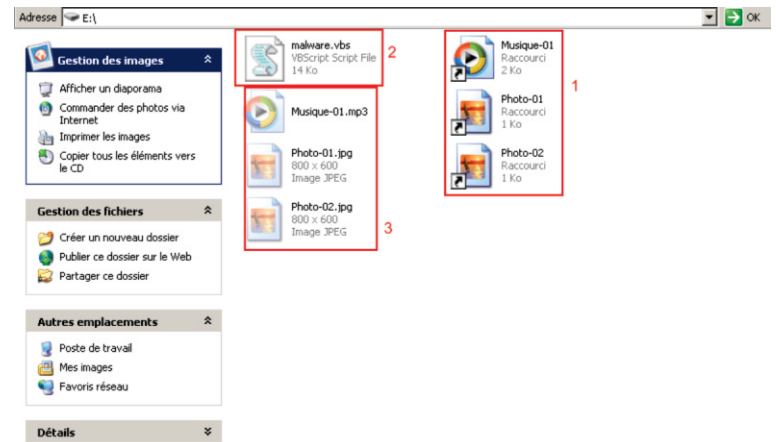 Adresse E:\ OK
Gestion des images
Afficher un diaporama
Commander des photos via
Internet
Imprimer les images
Copier tous les éléments vers
le CD
Gestion des fichiers
Créer un nouveau dossier
Publier ce dossier sur le Web
Partager ce dossier
Autres emplacements
Poste de travail
Mes images
Favoris réseau
Détails
malware.vbs
VBScript Script File
14 Ko
2
Musique-01.mp3
Photo-01.jpg
800 x 600
Image JPEG
Photo-02.jpg
800 x 600
Image JPEG
3
Musique-01
Raccourci
2 Ko
Photo-01
Raccourci
1 Ko
Photo-02
Raccourci
1 Ko
1